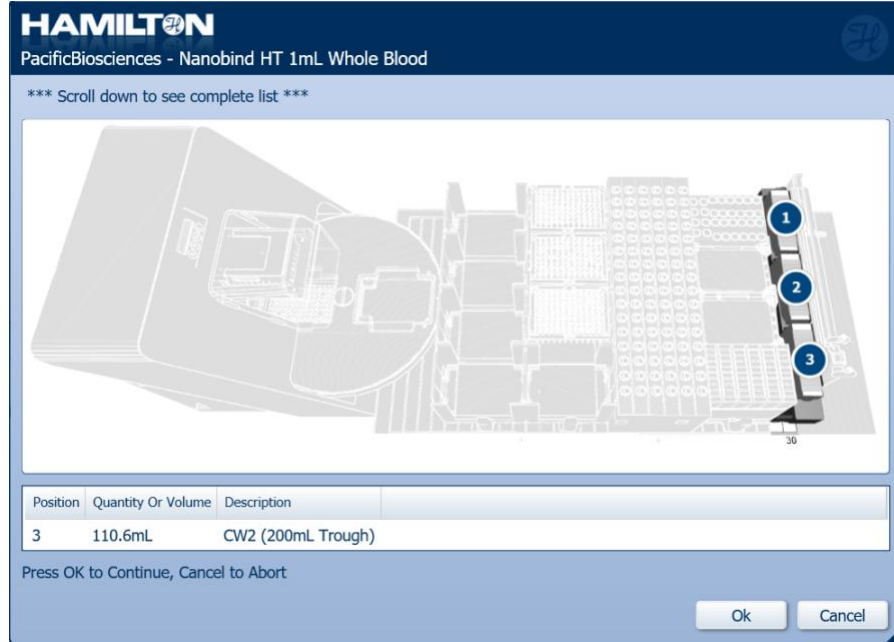 HAMILTON
PacificBiosciences - Nanobind HT 1mL Whole Blood
*** Scroll down to see complete list ***
1
2
3
30
Position Quantity Or Volume Description
3 110.6mL CW2 (200mL Trough)
Press OK to Continue, Cancel to Abort
Ok Cancel